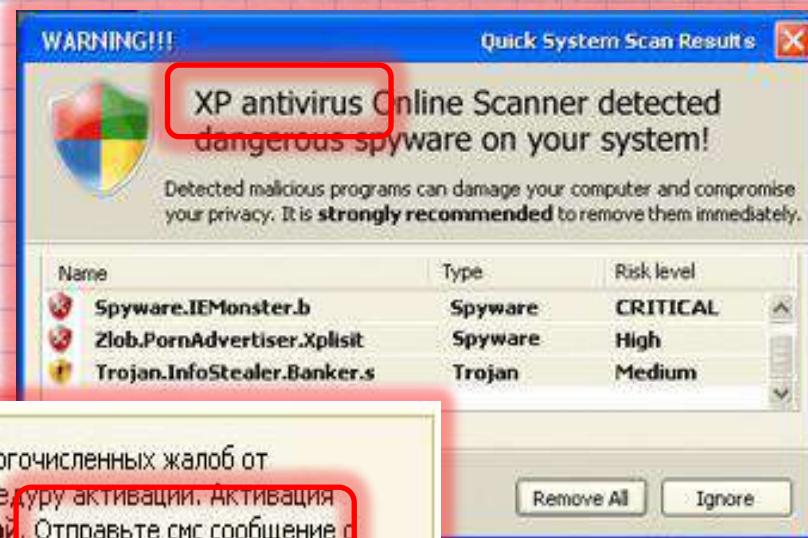 WARNING!!!
Quick System Scan Results
XP antivirus Online Scanner detected
dangerous spyware on your system!
Detected malicious programs can damage your computer and compromise
your privacy. It is strongly recommended to remove them immediately.
Name Type Risk level
Spyware.IEMonster.b Spyware CRITICAL
Zlob.PornAdvertiser.Xplisit Spyware High
Trojan.InfoStealer.Banker.s Trojan Medium
Remove All Ignore
жалоб от
активации. Активация
Отправьте смс сообщение